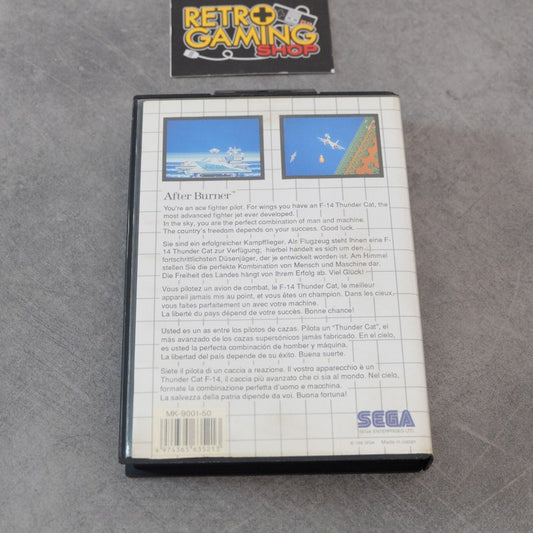 RETRO
GAMING
SHOP
After Burner™
You're an ace fighter pilot. For wings you have an F-14 Thunder Cat, the
most advanced fighter jet ever developed.
In the sky, you are the perfect combination of man and machine.
The country's freedom depends on your success. Good luck.
Sie sind ein erfolgreicher Kampfflieger. Als Flugzeug steht Ihnen eine F-
14 Thunder Cat zur Verfügung; hierbei handelt es sich um den
fortschrittlichsten Düsenjäger, der je entwickelt worden ist. Am Himmel
stellen Sie die perfekte Kombination von Mensch und Maschine dar.
Die Freiheit des Landes hängt von Ihrem Erfolg ab. Viel Glück!
Vous pilotez un avion de combat, le F-14 Thunder Cat, le meilleur
appareil jamais mis au point, et vous êtes un champion. Dans les cieux,
vous faites parfaitement un avec votre machine.
La liberté du pays dépend de votre succès. Bonne chance!
Usted es un as entre los pilotos de cazas. Pilota un "Thunder Cat", el
más avanzado de los cazas supersónicos jamás fabricado. En el cielo,
es usted la perfecta combinación de homber y máquina.
La libertad del país depende de su éxito. Buena suerte.
Siete il pilota di un caccia a reazione. Il vostro apparecchio è un
Thunder Cat F-14, il caccia più avanzato che ci sia al mondo. Nel cielo,
formate la combinazione perfetta d'uomo e macchina.
La salvezza della patria dipende da voi. Buona fortuna!
MK-9001-50
4 974365 635213
SEGA
SEGA ENTERPRISES LTD.
Made in Japan